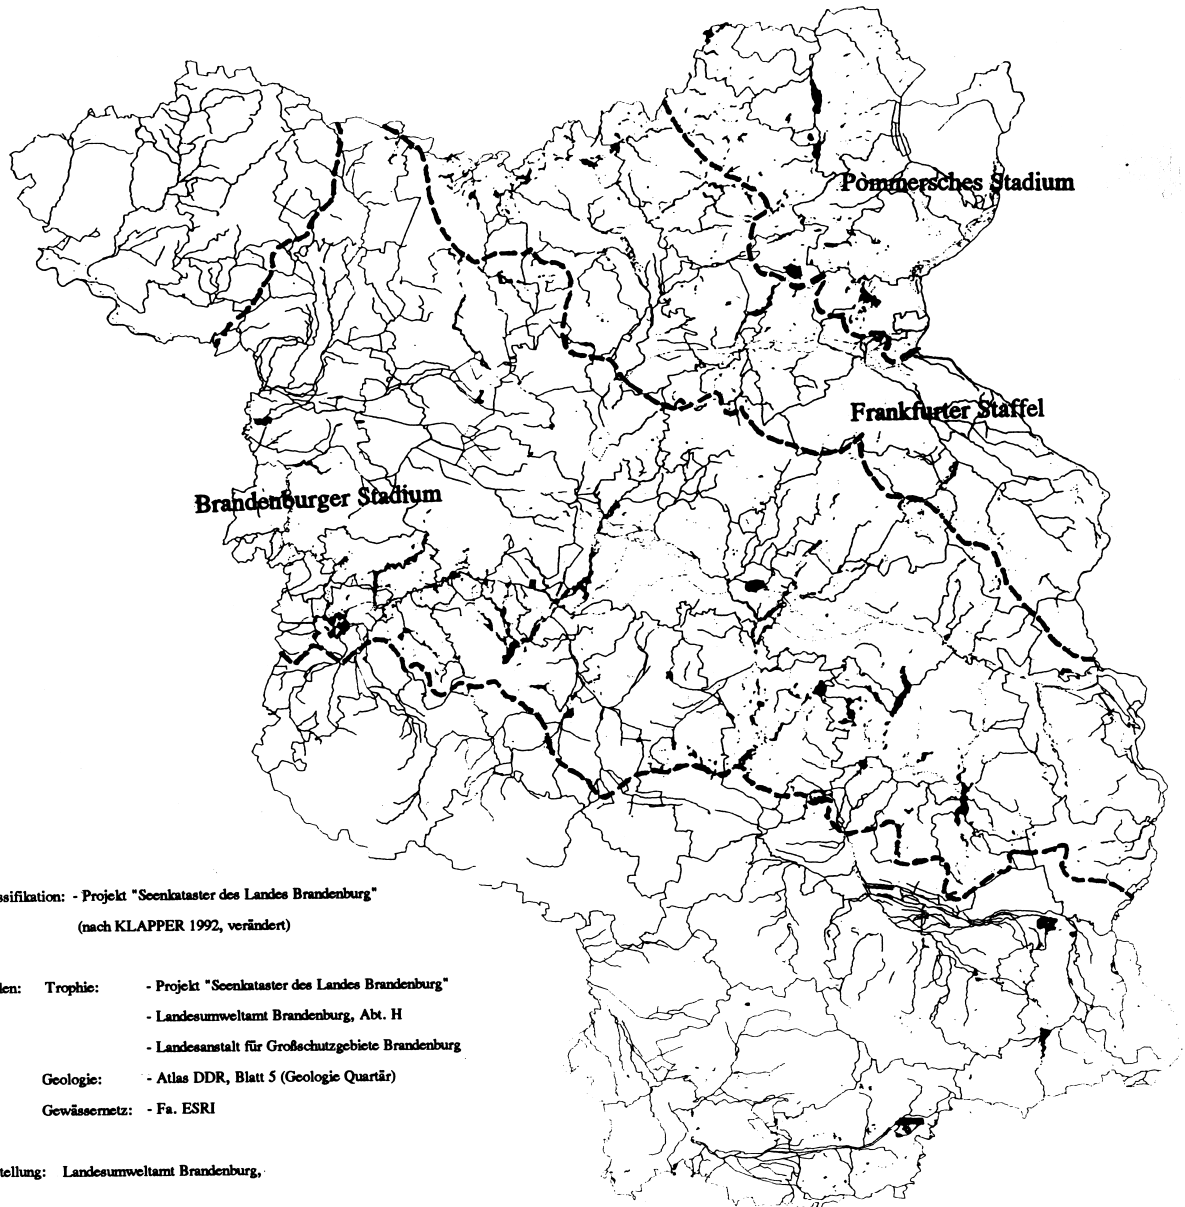 Pommersches Stadium
Frankfurter Staffel
Brandenburger Stadium
ssifikation: - Projekt "Seenkataster des Landes Brandenburg"
(nach KLAPPER 1992, verändert)
len: Trophie: - Projekt "Seenkataster des Landes Brandenburg"
- Landesumweltamt Brandenburg, Abt. H
- Landesanstalt für Großschutzgebiete Brandenburg
Geologie: - Atlas DDR, Blatt 5 (Geologie Quartär)
Gewässernetz: - Fa. ESRI
tellung: Landesumweltamt Brandenburg,